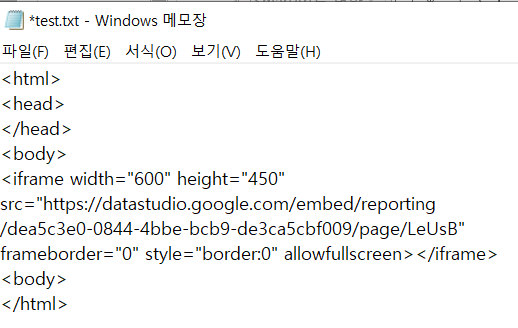 *test.txt - Windows 메모장
파일(F) 편집(E) 서식(O) 보기(V) 도움말(H)
<html>
<head>
</head>
<body>
<iframe width="600" height="450"
src="https://datastudio.google.com/embed/reporting
/dea5c3e0-0844-4bbe-bcb9-de3ca5cbf009/page/LeUsB"
frameborder="0" style="border:0" allowfullscreen></iframe>
<body>
</html>